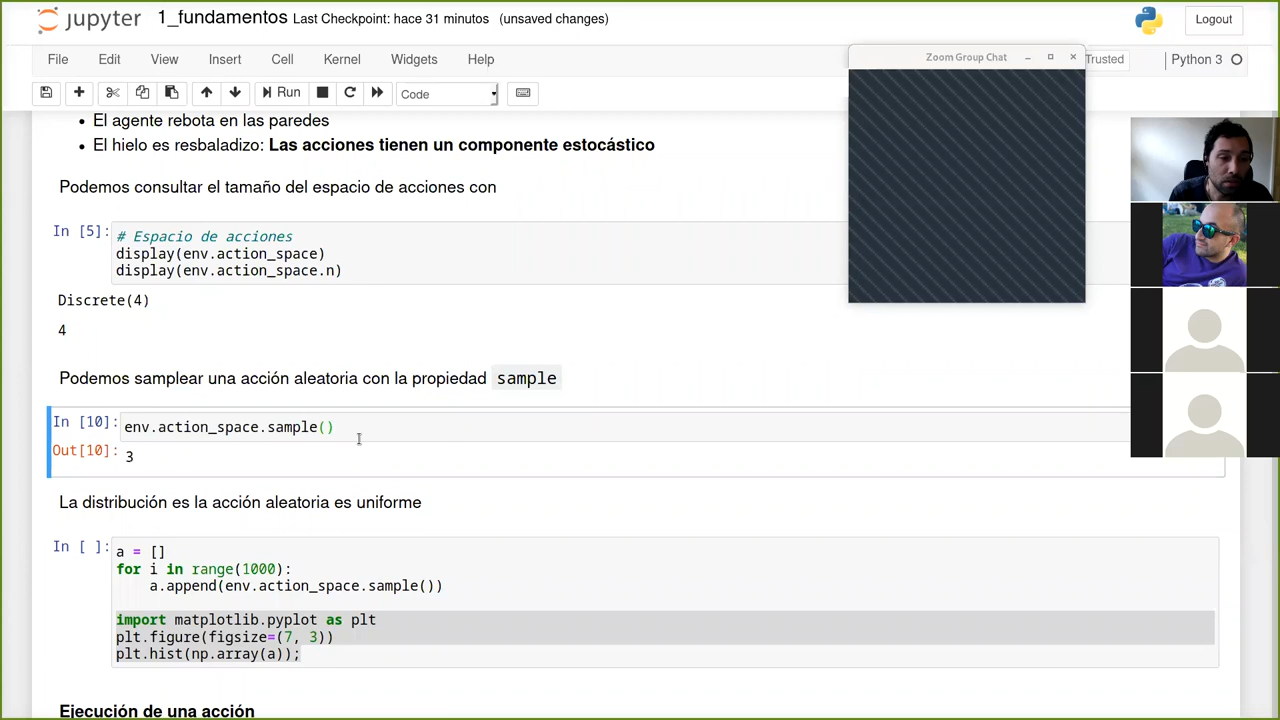 jupyter 1_fundamentos Last Checkpoint: hace 31 minutos (unsaved changes)
Logout
File Edit View Insert Cell Kernel Widgets Help
Trusted
Python 3
Run
Code
Zoom Group Chat
El agente rebota en las paredes
El hielo es resbaladizo: Las acciones tienen un componente estocástico
Podemos consultar el tamaño del espacio de acciones con
In [5]:
# Espacio de acciones
display(env.action_space)
display(env.action_space.n)
Discrete(4)
4
Podemos samplear una acción aleatoria con la propiedad sample
In [10]: env.action_space.sample()
Out[10]: 3
La distribución es la acción aleatoria es uniforme
In [ ]:
a = []
for i in range(1000):
    a.append(env.action_space.sample())
import matplotlib.pyplot as plt
plt.figure(figsize=(7, 3))
plt.hist(np.array(a));
Ejecución de una acción